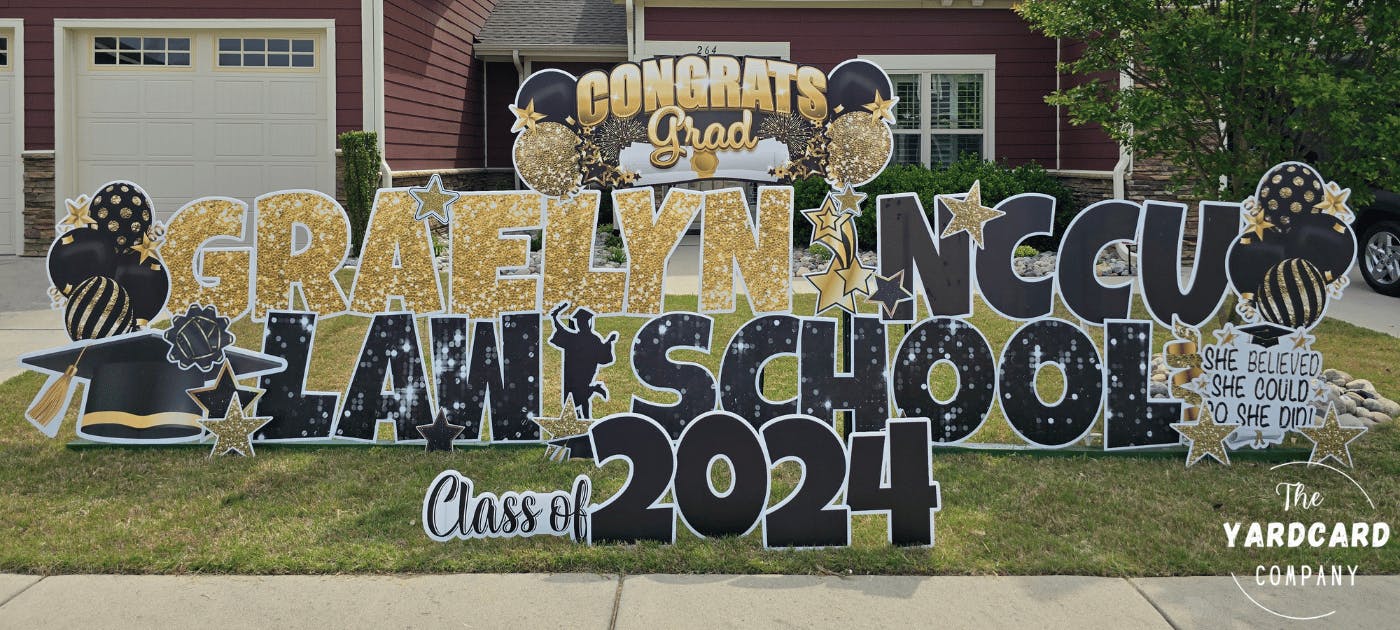 264
CONGRATS
Grad
GRAELYN NCCU
LAW SCHOOL
SHE BELIEVED
SHE COULD
SO SHE DID!
Class of 2024
The
YARDCARD
COMPANY